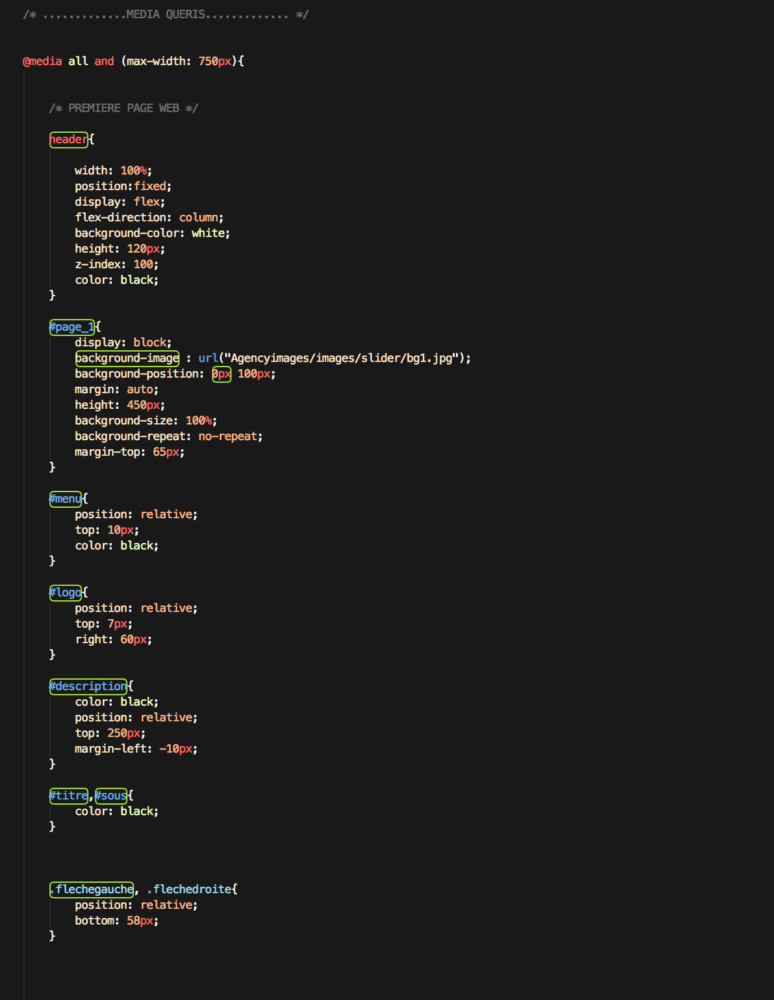 /* .............MEDIA QUERIS............. */
@media all and (max-width: 750px){
/* PREMIERE PAGE WEB */
header{
width: 100%;
position:fixed;
display: flex;
flex-direction: column;
background-color: white;
height: 120px;
z-index: 100;
color: black;
}
#page_1{
display: block;
background-image : url("Agencyimages/images/slider/bg1.jpg");
background-position: 0px 100px;
margin: auto;
height: 450px;
background-size: 100%;
background-repeat: no-repeat;
margin-top: 65px;
}
#menu{
position: relative;
top: 10px;
color: black;
}
#logo{
position: relative;
top: 7px;
right: 60px;
}
#description{
color: black;
position: relative;
top: 250px;
margin-left: -10px;
}
#titre,#sous{
color: black;
}
.flechegauche, .flechedroite{
position: relative;
bottom: 58px;
}